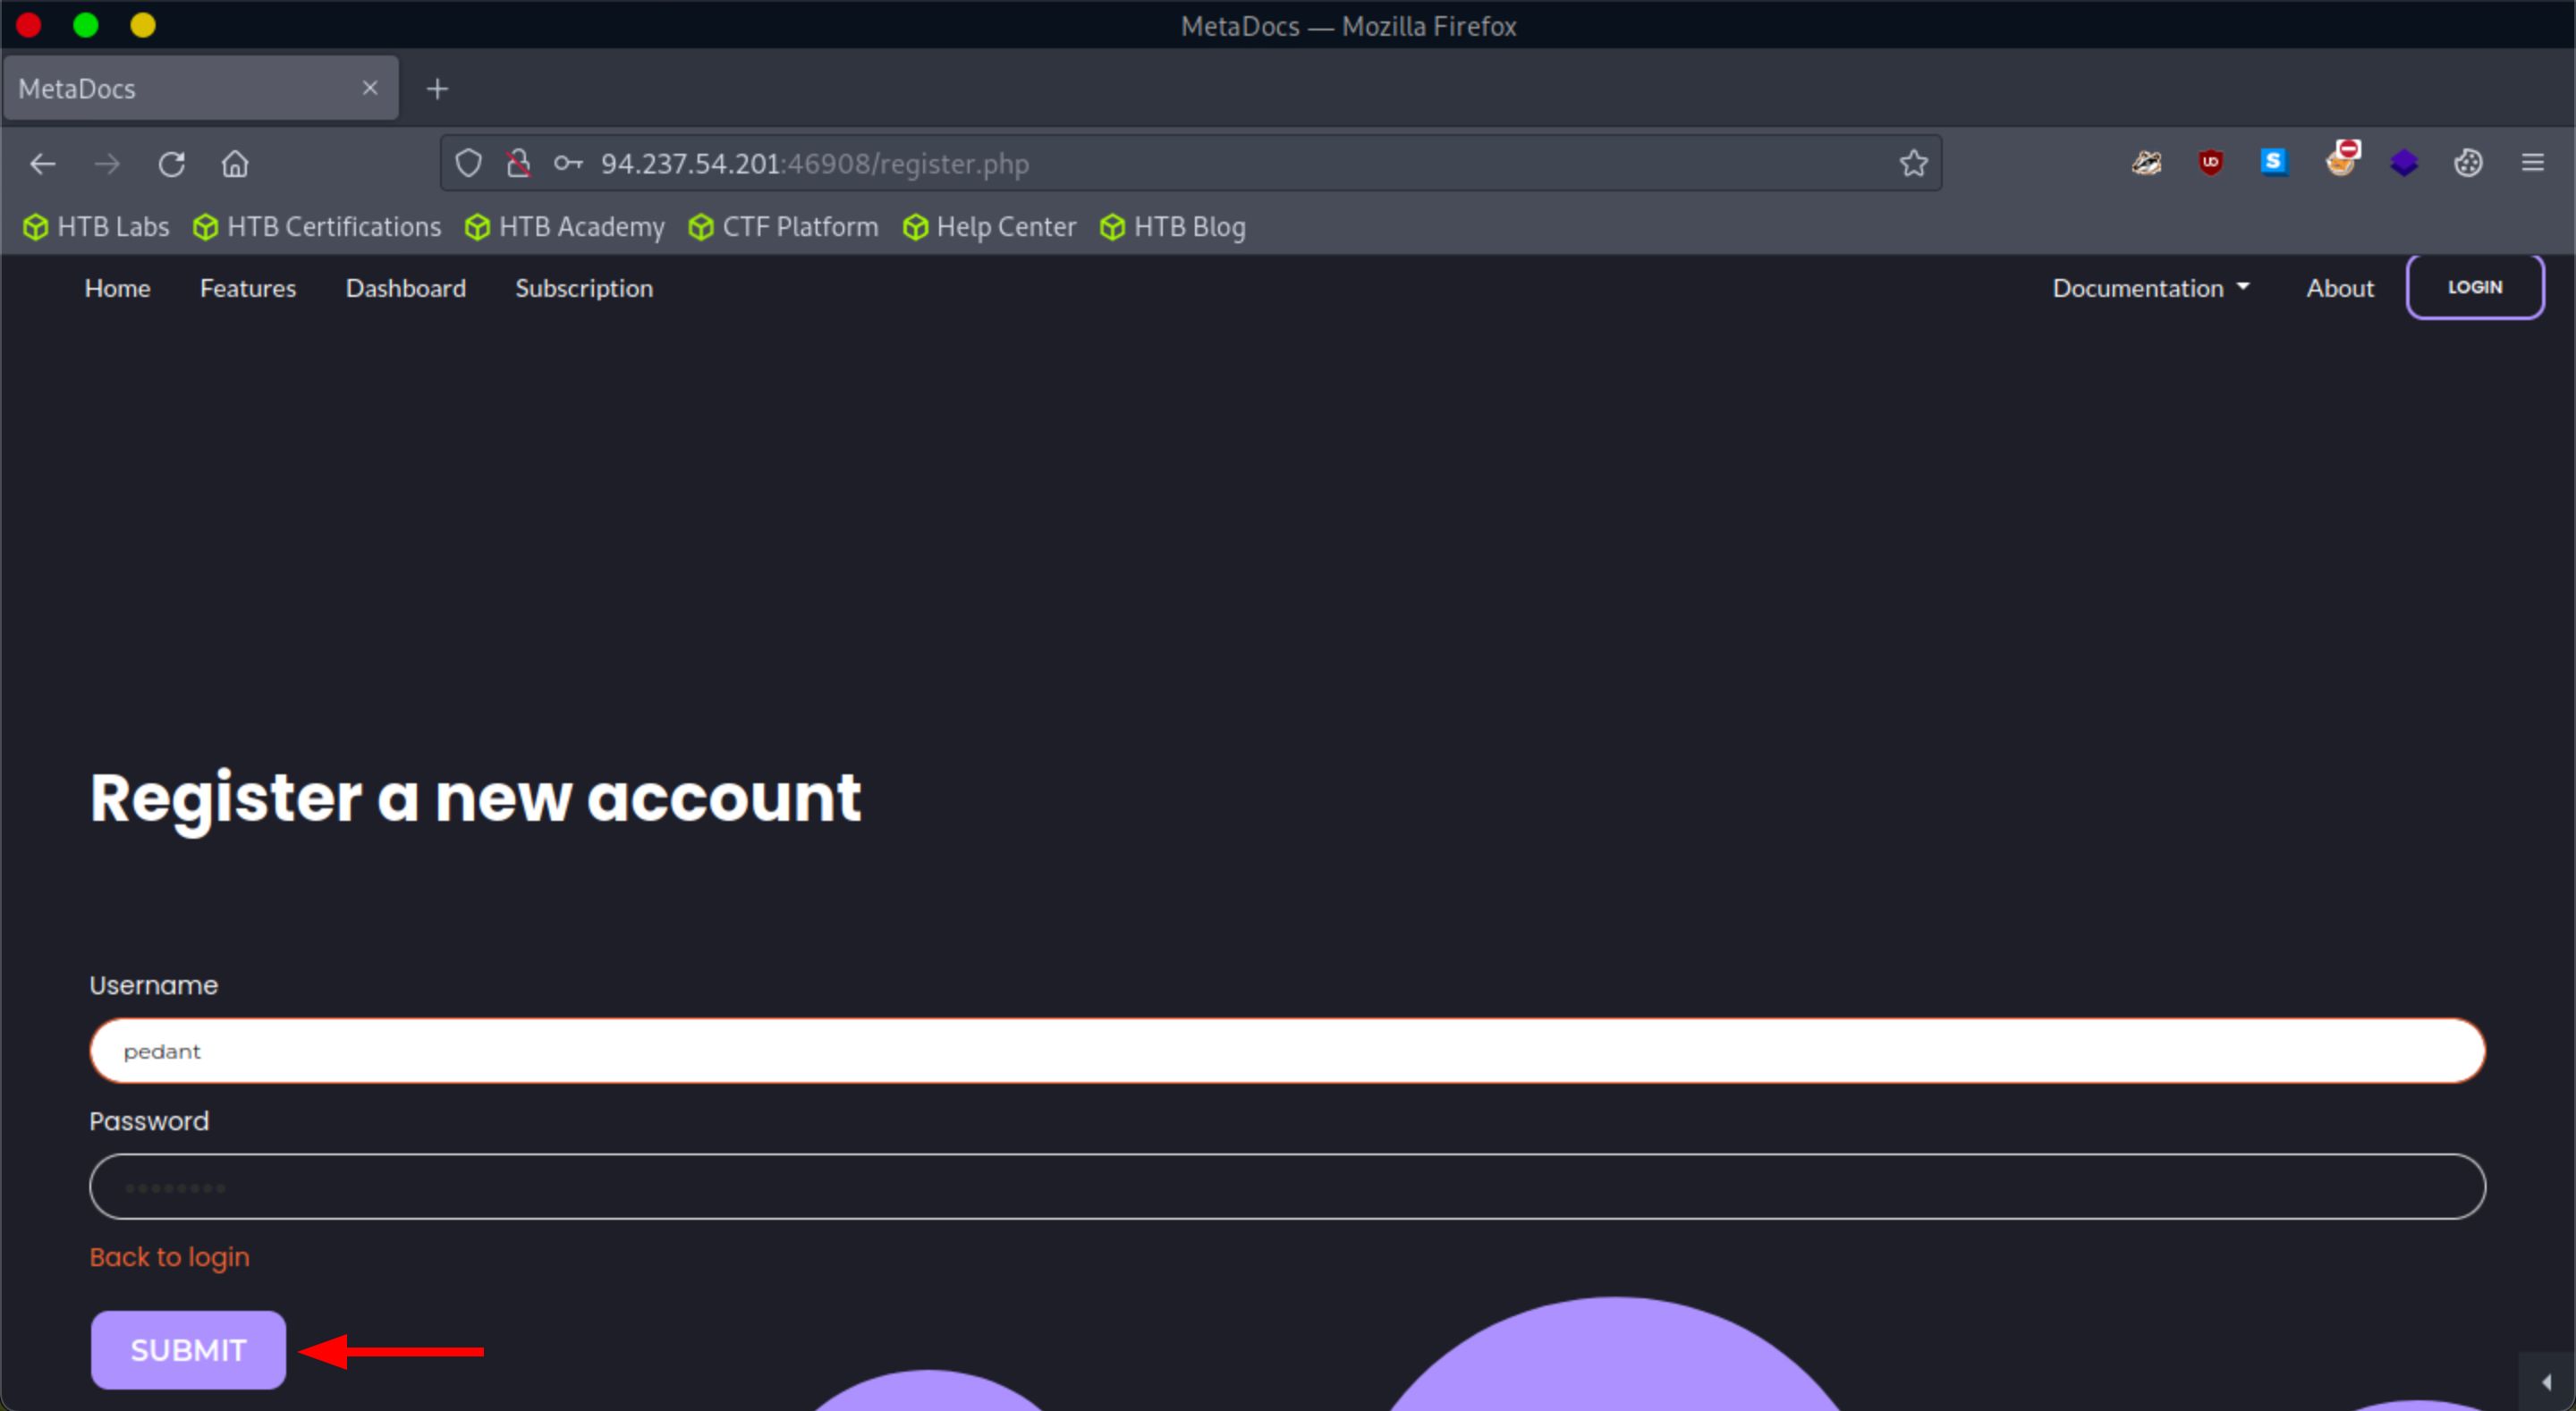 MetaDocs — Mozilla Firefox
MetaDocs
94.237.54.201:46908/register.php
HTB Labs HTB Certifications HTB Academy CTF Platform Help Center HTB Blog
Home Features Dashboard Subscription Documentation About LOGIN
Register a new account
Username
pedant
Password
••••••••
Back to login
SUBMIT